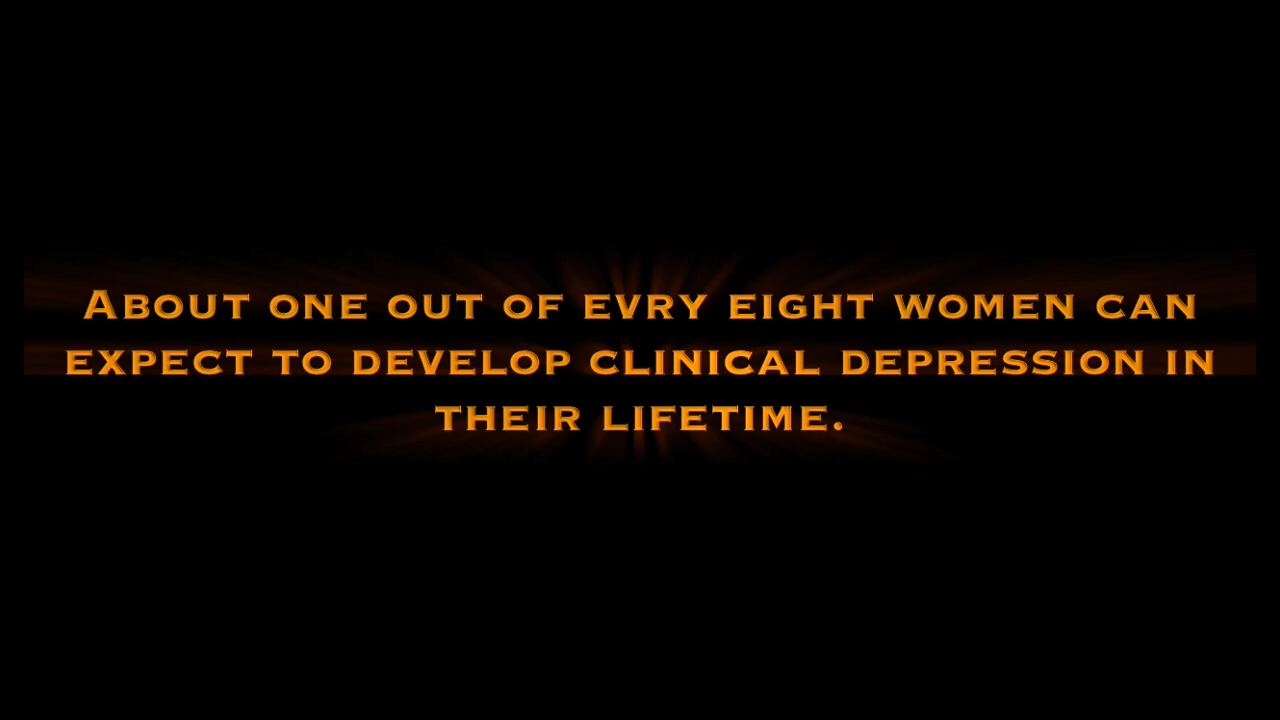 About one out of evry eight women can
expect to develop clinical depression in
their lifetime.